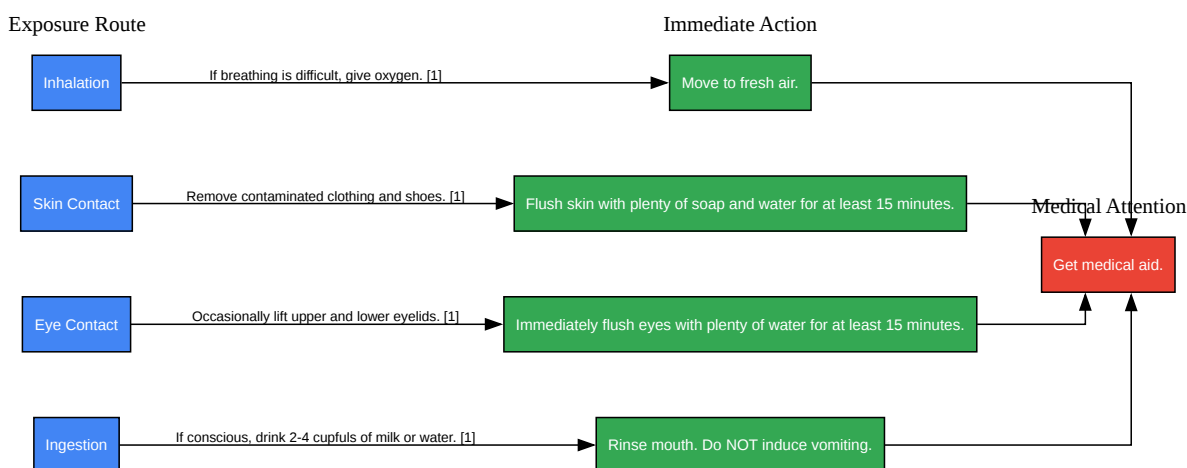 Exposure Route
Immediate Action
Inhalation
If breathing is difficult, give oxygen. [1]
Move to fresh air.
Skin Contact
Remove contaminated clothing and shoes. [1]
Flush skin with plenty of soap and water for at least 15 minutes.
Medical Attention
Get medical aid.
Eye Contact
Occasionally lift upper and lower eyelids. [1]
Immediately flush eyes with plenty of water for at least 15 minutes.
Ingestion
If conscious, drink 2-4 cupfuls of milk or water. [1]
Rinse mouth. Do NOT induce vomiting.